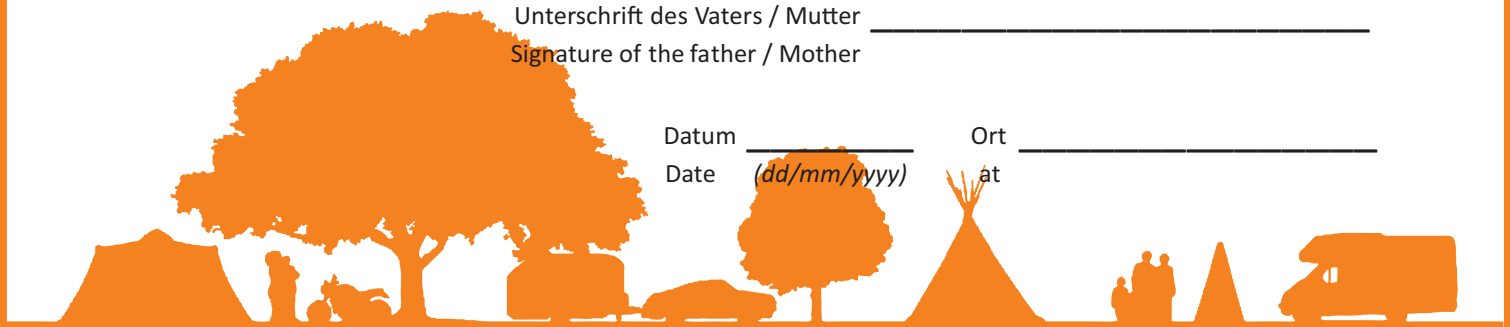 Unterschrift des Vaters / Mutter
Signature of the father / Mother
Datum Ort
Date (dd/mm/yyyy) at